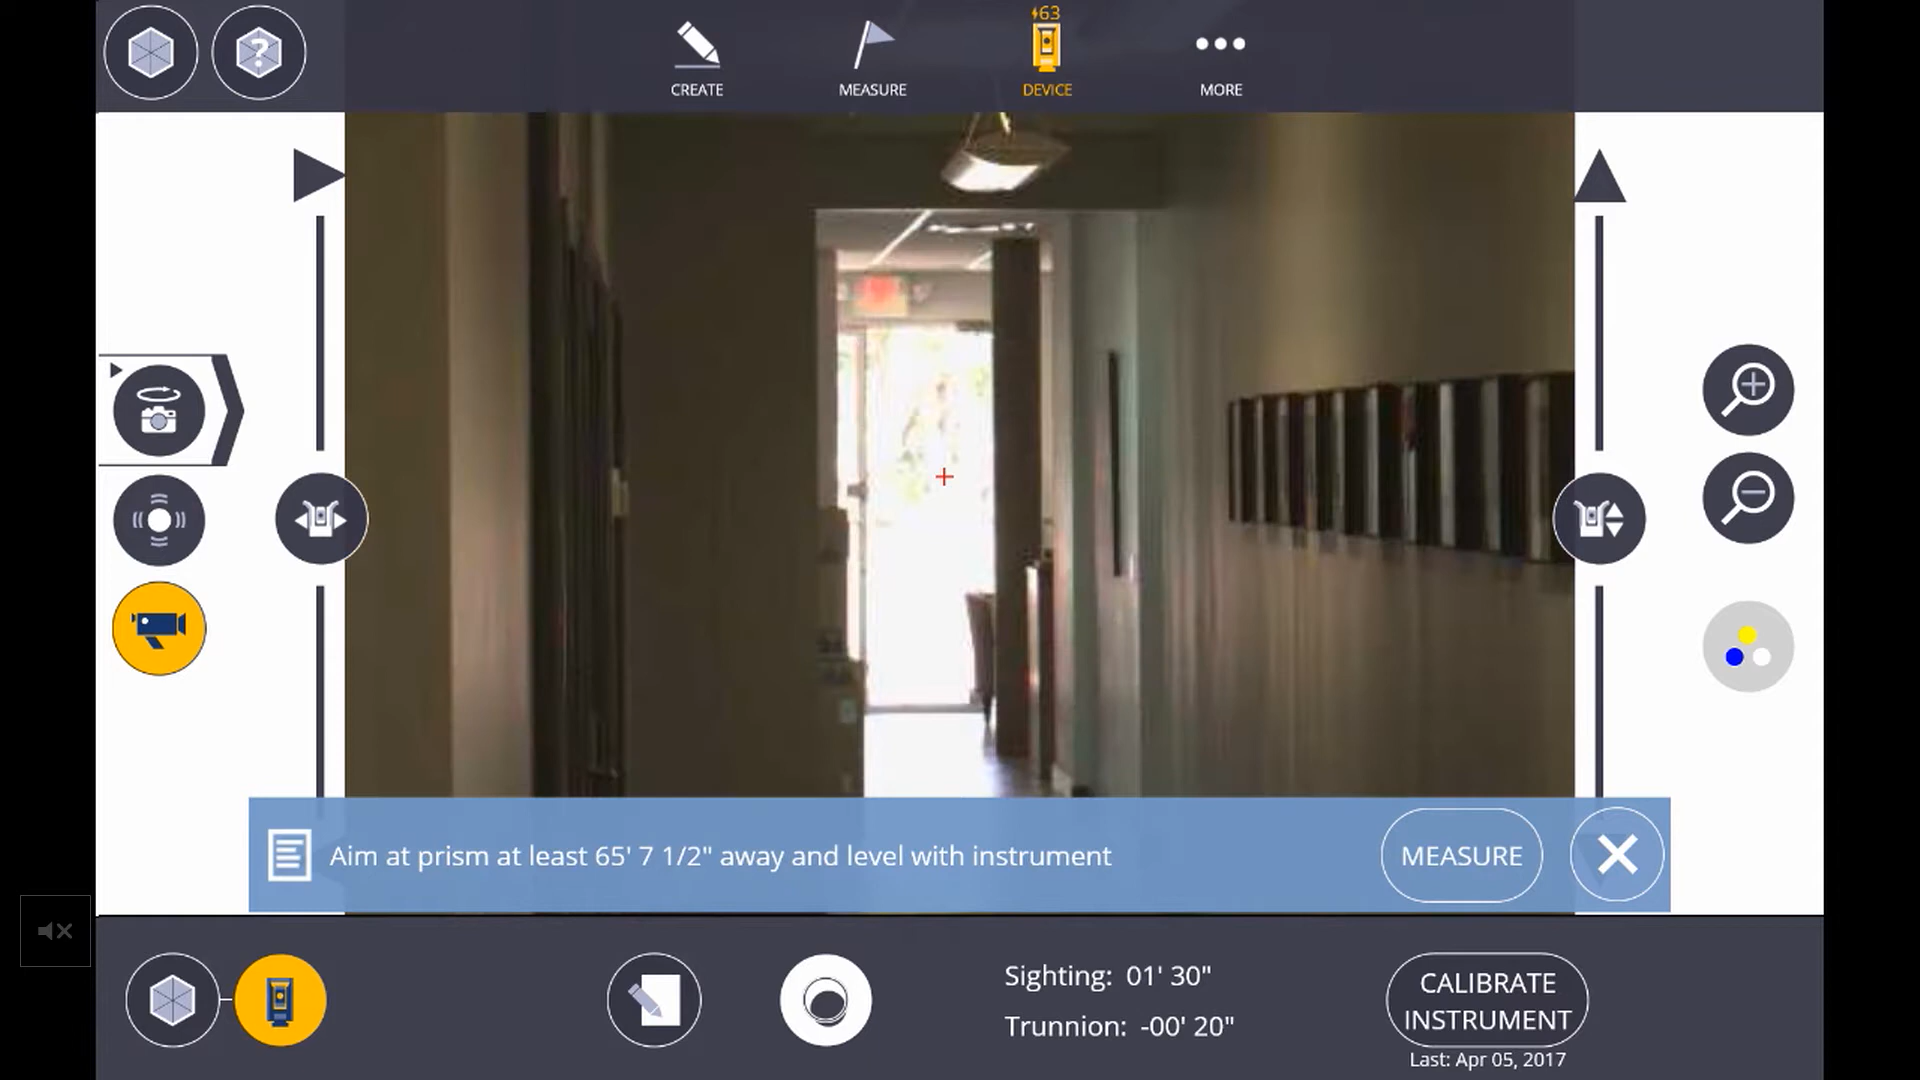 ?
63
CREATE
MEASURE
DEVICE
MORE
Aim at prism at least 65' 7 1/2" away and level with instrument
MEASURE
Sighting: 01' 30"
Trunnion: -00' 20"
CALIBRATE
INSTRUMENT
Last: Apr 05, 2017